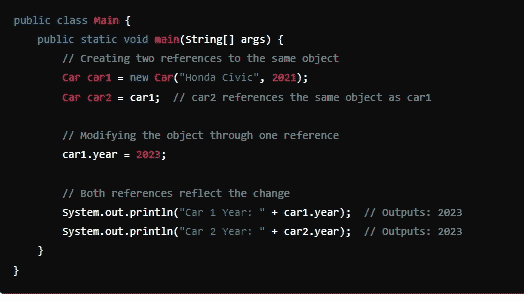 public class Main {
    public static void main(String[] args) {
        // Creating two references to the same object
        Car car1 = new Car("Honda Civic", 2021);
        Car car2 = car1;  // car2 references the same object as car1

        // Modifying the object through one reference
        car1.year = 2023;

        // Both references reflect the change
        System.out.println("Car 1 Year: " + car1.year);  // Outputs: 2023
        System.out.println("Car 2 Year: " + car2.year);  // Outputs: 2023
    }
}